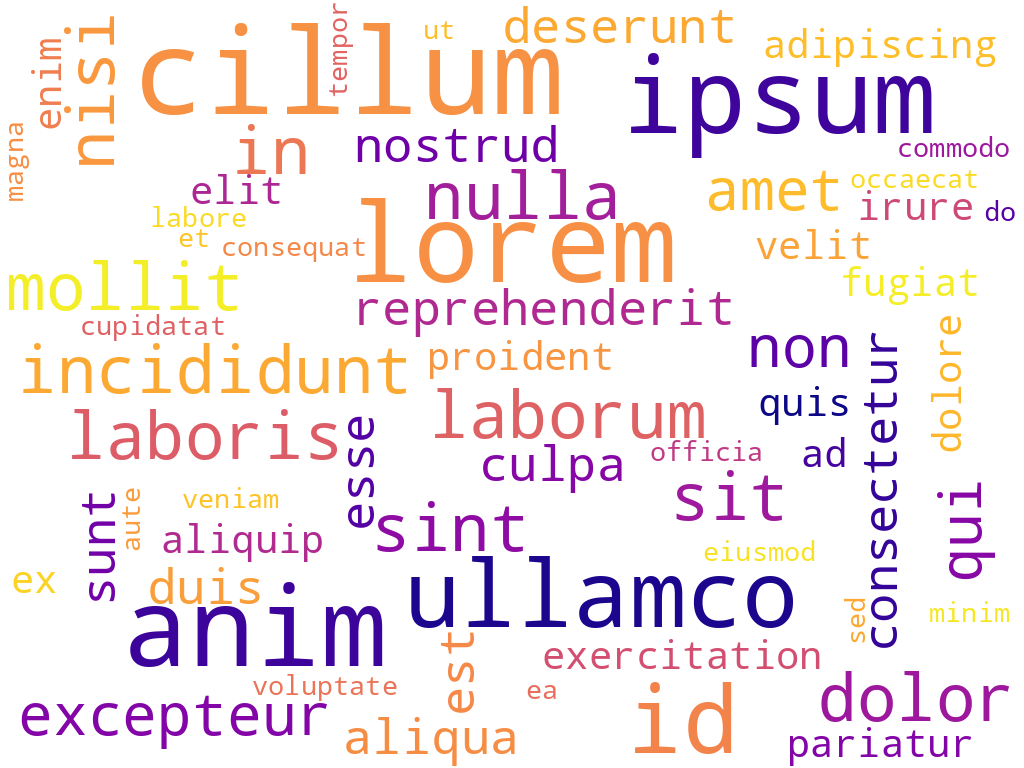 cillum
tempor
ut
deserunt
adipiscing
enim
nisi
ipsum
magna
in
nostrud
commodo
elit
nulla
amet
occaecat
irure
do
labore
et
consequat
lorem
velit
mollit
fugiat
cupidatat
reprehenderit
incididunt
proident
non
consectetur
dolore
laboris
laborum
quis
esse
culpa
officia
ad
sunt
aute
veniam
sit
qui
aliquip
sint
eiusmod
ex
duis
anim
ullamco
sed
minim
est
exercitation
voluptate
ea
excepteur
aliqua
id
dolor
pariatur